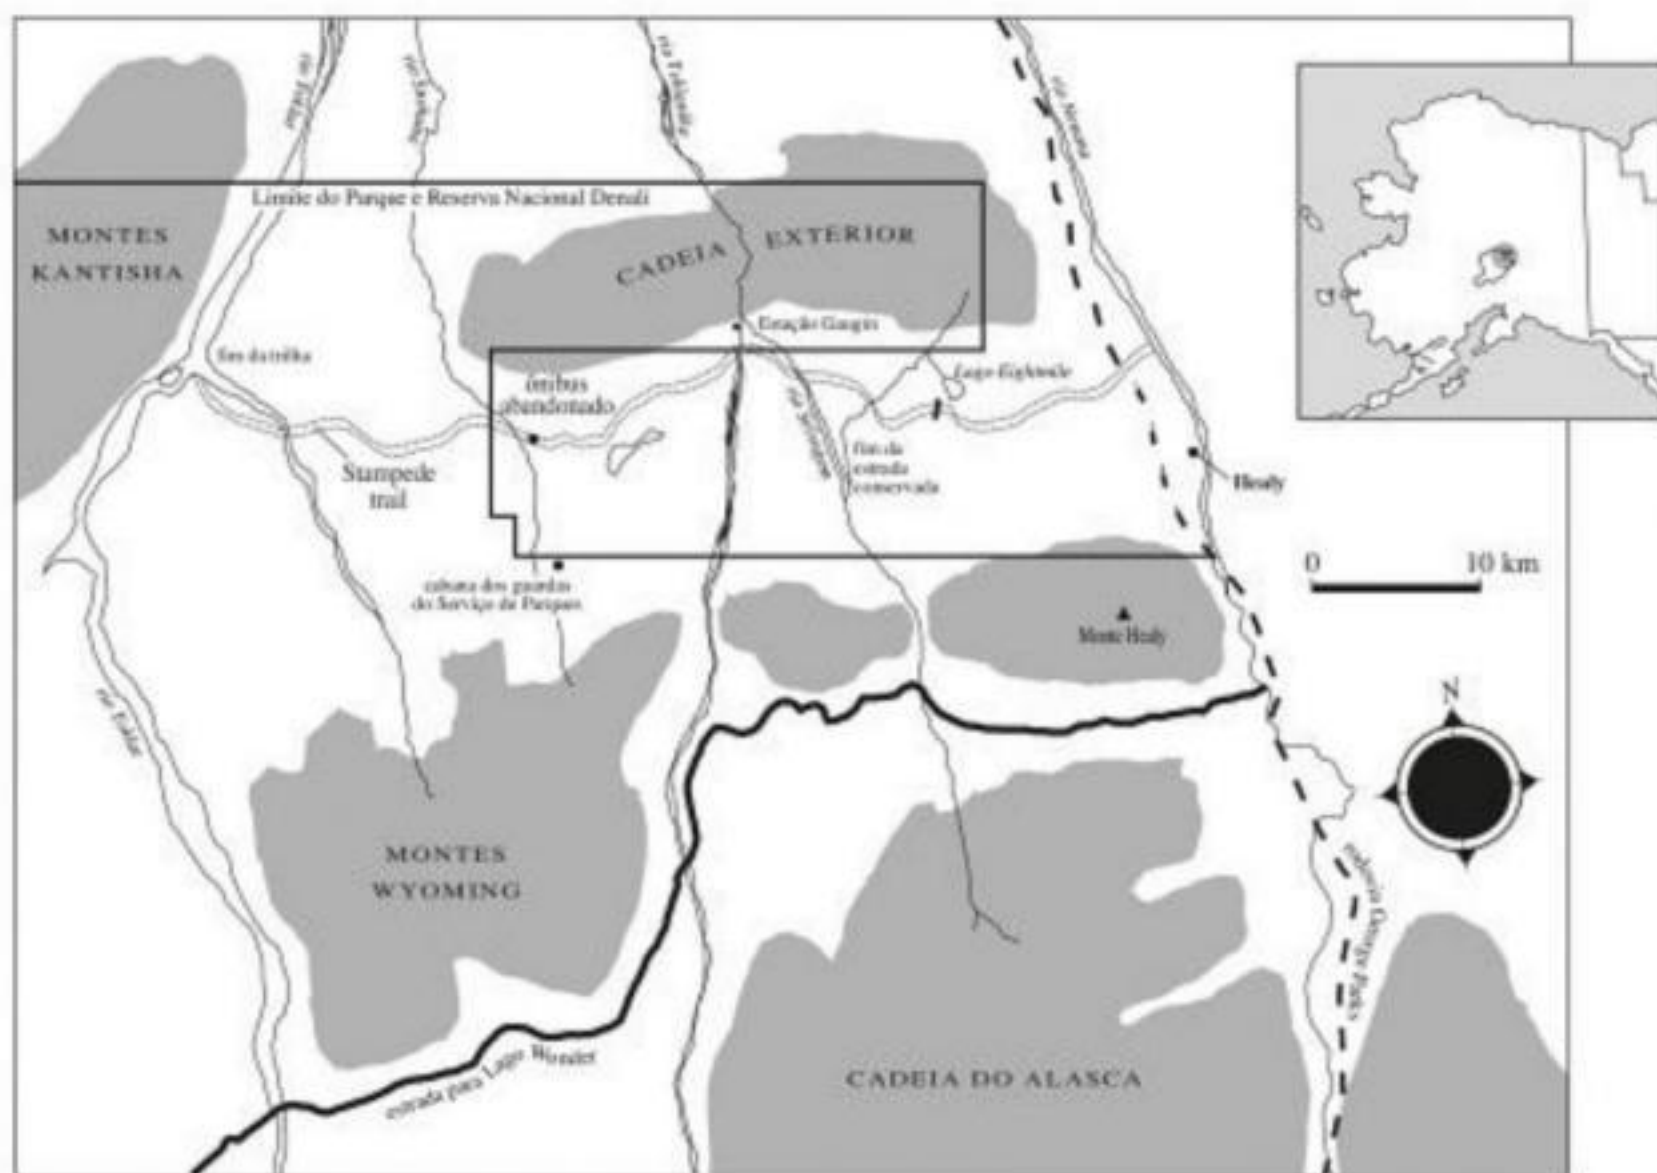 rio Toklat
rio Sushana
rio Teklanika
rio Nenana
Limite do Parque e Reserva Nacional Denali
MONTES
KANTISHA
CADEIA EXTERIOR
Estação Gaugin
fim da trilha
ônibus
abandonado
Lago Eightmile
rio Savage
fim da
estrada
conservada
Stampede
trail
Healy
0 10 km
cabana dos guardas
do Serviço de Parques
Monte Healy
N
rio Toklat
MONTES
WYOMING
rodovia George Parks
estrada para Lago Wonder
CADEIA DO ALASCA